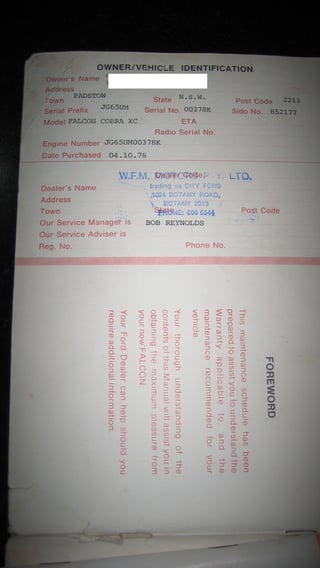 OWNER/VEHICLE IDENTIFICATION
Owner's Name
Address
Town PADSTOW State N.S.W. Post Code 2211
Serial Prefix JG65UM Serial No. 00378K Sido No. 852177
Model FALCON COBRA XC ETA
Radio Serial No.
Engine Number JG65UM00378K
Date Purchased 04.10.76
W.F.M. MOTORS P.TY. LTD.
Dealer Code
Dealer's Name trading as CITY FORD
Address 1024 BOTANY ROAD,
BOTANY 2019
Town State PHONE: Post Code
Our Service Manager is BOB REYNOLDS
Our Service Adviser is
Reg. No. Phone No.
FOREWORD
This maintenance schedule has been
prepared to assist you to understand the
Warranty applicable to, and the
maintenance recommended for your
vehicle.
Your thorough understanding of the
contents of this Manual will assist you in
obtaining the maximum pleasure from
your new FALCON.
Your Ford Dealer can help should you
require additional information.